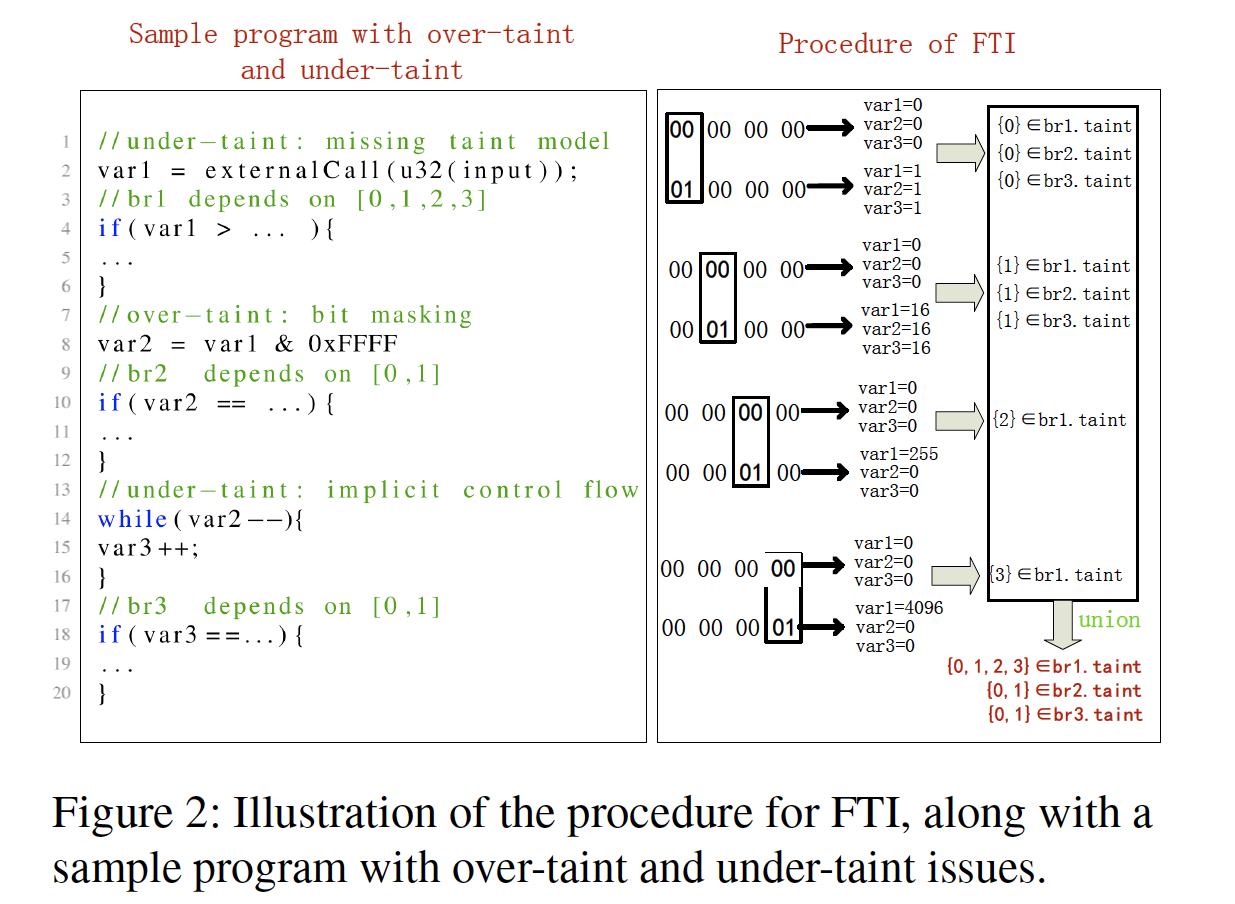 Sample program with over-taint
and under-taint
1 //under−taint: missing taint model
2 var1 = externalCall(u32(input));
3 //br1 depends on [0,1,2,3]
4 if(var1 > ... ){
5 ...
6 }
7 //over−taint: bit masking
8 var2 = var1 & 0xFFFF
9 //br2 depends on [0,1]
10 if(var2 == ...){
11 ...
12 }
13 //under−taint: implicit control flow
14 while(var2−−){
15 var3++;
16 }
17 //br3 depends on [0,1]
18 if(var3==...){
19 ...
20 }
Procedure of FTI
00 00 00 00
var1=0
var2=0
var3=0
01 00 00 00
var1=1
var2=1
var3=1
{0}∈br1.taint
{0}∈br2.taint
{0}∈br3.taint
00 00 00 00
var1=0
var2=0
var3=0
00 01 00 00
var1=16
var2=16
var3=16
{1}∈br1.taint
{1}∈br2.taint
{1}∈br3.taint
00 00 00 00
var1=0
var2=0
var3=0
00 00 01 00
var1=255
var2=0
var3=0
{2}∈br1.taint
00 00 00 00
var1=0
var2=0
var3=0
00 00 00 01
var1=4096
var2=0
var3=0
{3}∈br1.taint
union
{0,1,2,3}∈br1.taint
{0,1}∈br2.taint
{0,1}∈br3.taint
Figure 2: Illustration of the procedure for FTI, along with a
sample program with over-taint and under-taint issues.